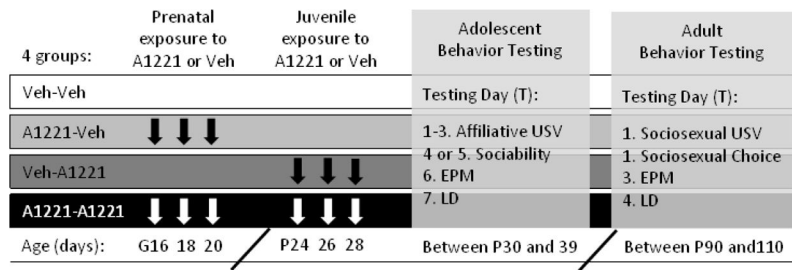 Prenatal exposure to A1221 or Veh
Juvenile exposure to A1221 or Veh
Adolescent Behavior Testing
Adult Behavior Testing
4 groups:
Veh-Veh
A1221-Veh
Veh-A1221
A1221-A1221
Testing Day (T):
1-3. Affiliative USV
4 or 5. Sociability
6. EPM
7. LD
Testing Day (T):
1. Sociosexual USV
1. Sociosexual Choice
3. EPM
4. LD
Age (days): G16 18 20 P24 26 28 Between P30 and 39 Between P90 and110